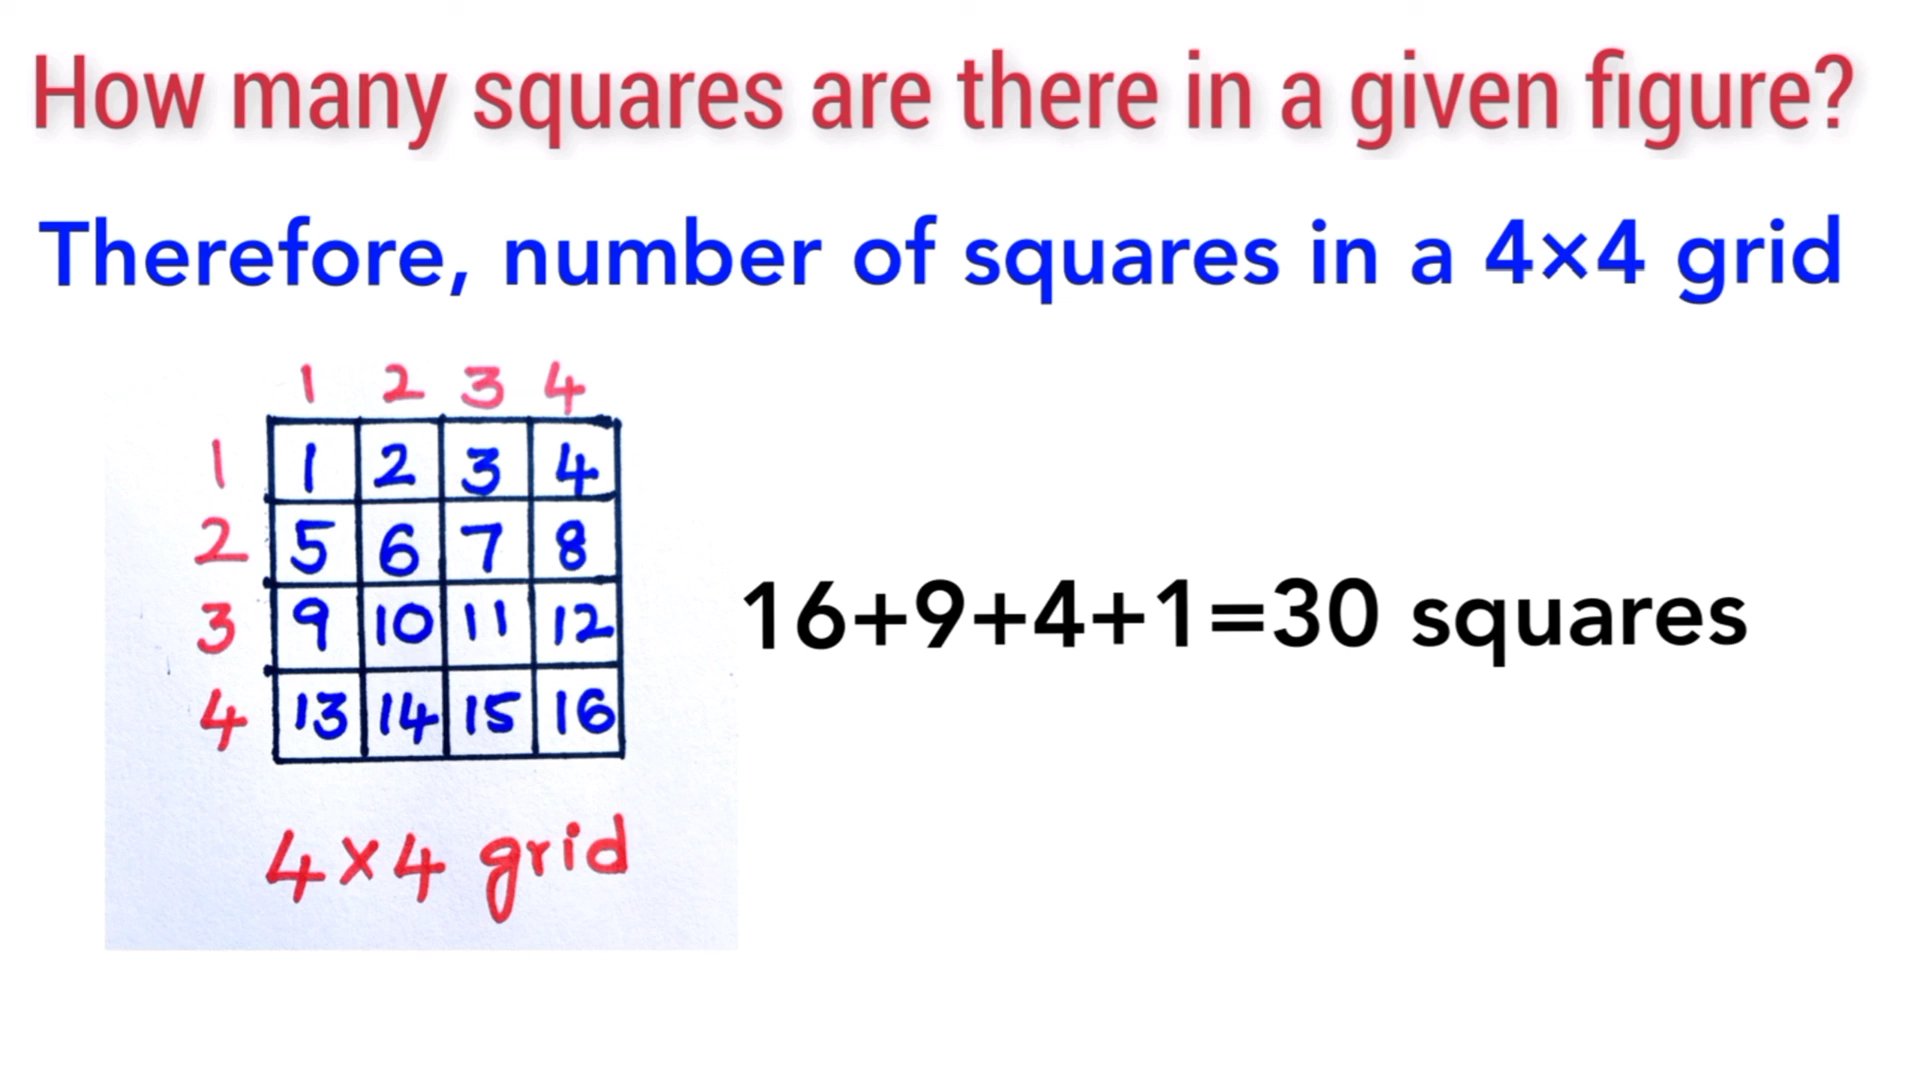 How many squares are there in a given figure?
Therefore, number of squares in a 4×4 grid
1 2 3 4
1 1 2 3 4
2 5 6 7 8
3 9 10 11 12
4 13 14 15 16
16+9+4+1=30 squares
4×4 grid